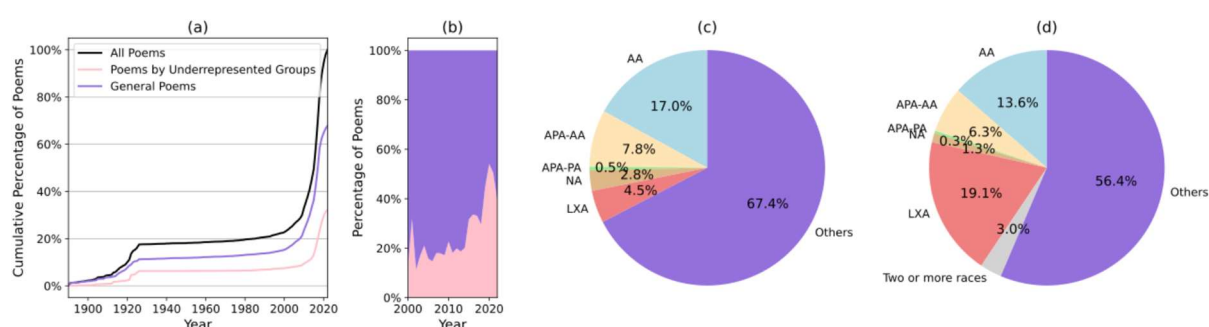 (a)
Cumulative Percentage of Poems
100%
80%
60%
40%
20%
0%
All Poems
Poems by Underrepresented Groups
General Poems
1900 1920 1940 1960 1980 2000 2020
Year
(b)
Percentage of Poems
100%
80%
60%
40%
20%
0%
2000 2010 2020
Year
(c)
AA
17.0%
APA-AA
7.8%
APA-PA
0.5%
NA
2.8%
LXA
4.5%
67.4%
Others
(d)
AA
13.6%
APA-AA
6.3%
APA-PA
0.3%
NA
1.3%
LXA
19.1%
Two or more races
3.0%
56.4%
Others